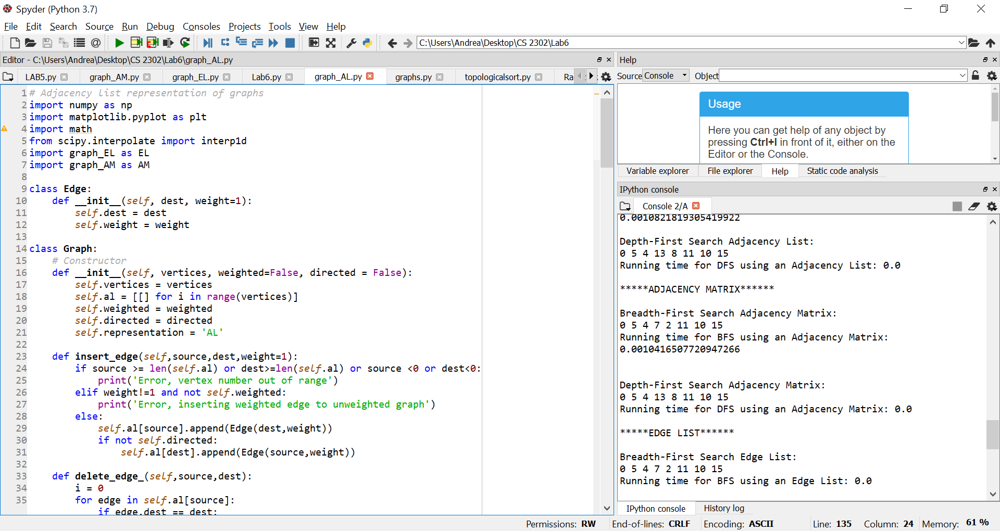 Spyder (Python 3.7)
File Edit Search Source Run Debug Consoles Projects Tools View Help
C:\Users\Andrea\Desktop\CS 2302\Lab6
Editor - C:\Users\Andrea\Desktop\CS 2302\Lab6\graph_AL.py
LAB5.py graph_AM.py graph_EL.py Lab6.py graph_AL.py graphs.py topologicalsort.py Ra
1 # Adjacency list representation of graphs
2 import numpy as np
3 import matplotlib.pyplot as plt
4 import math
5 from scipy.interpolate import interp1d
6 import graph_EL as EL
7 import graph_AM as AM
8
9 class Edge:
10     def __init__(self, dest, weight=1):
11         self.dest = dest
12         self.weight = weight
13
14 class Graph:
15     # Constructor
16     def __init__(self, vertices, weighted=False, directed = False):
17         self.vertices = vertices
18         self.al = [[] for i in range(vertices)]
19         self.weighted = weighted
20         self.directed = directed
21         self.representation = 'AL'
22
23     def insert_edge(self,source,dest,weight=1):
24         if source >= len(self.al) or dest>=len(self.al) or source <0 or dest<0:
25             print('Error, vertex number out of range')
26         elif weight!=1 and not self.weighted:
27             print('Error, inserting weighted edge to unweighted graph')
28         else:
29             self.al[source].append(Edge(dest,weight))
30             if not self.directed:
31                 self.al[dest].append(Edge(source,weight))
32
33     def delete_edge_(self,source,dest):
34         i = 0
35         for edge in self.al[source]:
            if edge.dest == dest:
Help
Source Console Object
Usage
Here you can get help of any object by
pressing Ctrl+I in front of it, either on the
Editor or the Console.
Variable explorer File explorer Help Static code analysis
IPython console
Console 2/A
0.0010821819305419922
Depth-First Search Adjacency List:
0 5 4 13 8 11 10 15
Running time for DFS using an Adjacency List: 0.0
*****ADJACENCY MATRIX******
Breadth-First Search Adjacency Matrix:
0 5 4 7 2 11 10 15
Running time for BFS using an Adjacency Matrix:
0.0010416507720947266
Depth-First Search Adjacency Matrix:
0 5 4 13 8 11 10 15
Running time for DFS using an Adjacency Matrix: 0.0
*****EDGE LIST******
Breadth-First Search Edge List:
0 5 4 7 2 11 10 15
Running time for BFS using an Edge List: 0.0
IPython console History log
Permissions: RW End-of-lines: CRLF Encoding: ASCII Line: 135 Column: 24 Memory: 61 %